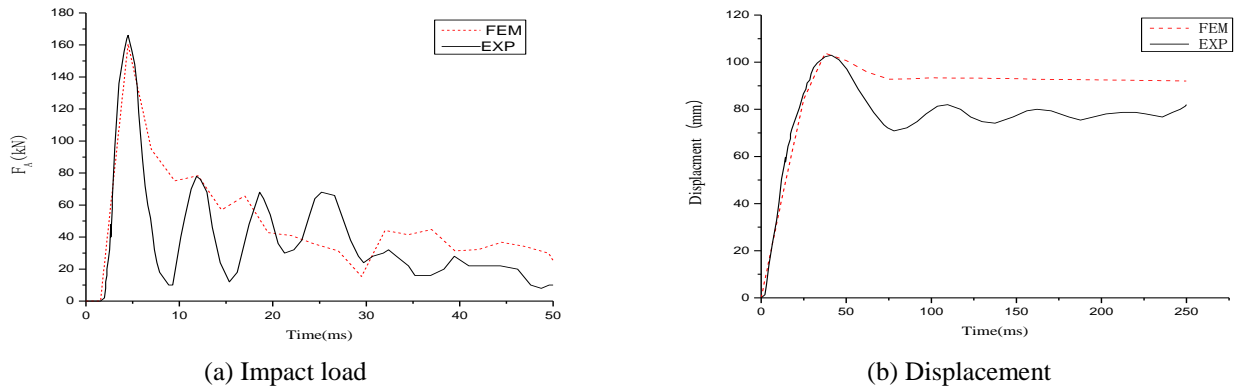 180
160
140
120
100
80
60
40
20
0
F_A (kN)
FEM
EXP
0 10 20 30 40 50
Time(ms)
(a) Impact load
120
100
80
60
40
20
0
Displacment (mm)
FEM
EXP
0 50 100 150 200 250
Time(ms)
(b) Displacement